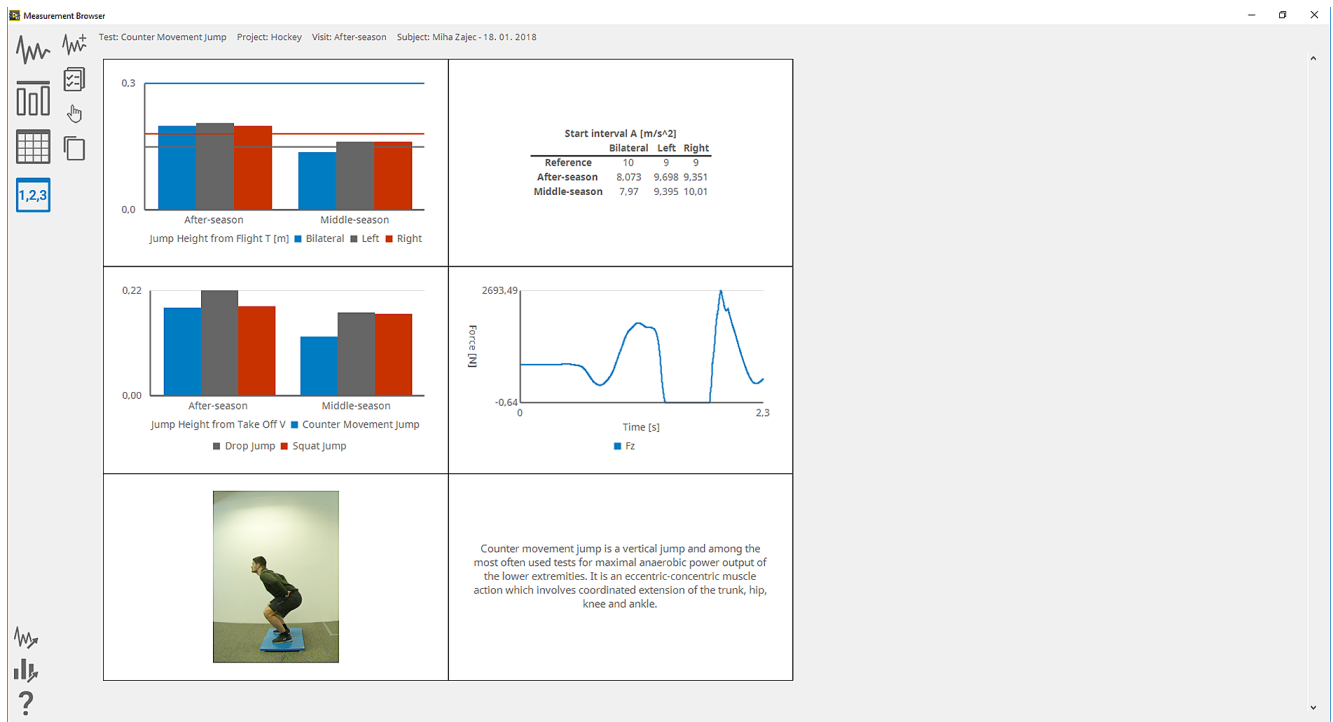 Measurement Browser
Test: Counter Movement Jump Project: Hockey Visit: After-season Subject: Miha Zajec - 18. 01. 2018
0,3
0,0
After-season Middle-season
Jump Height from Flight T [m] Bilateral Left Right
Start interval A [m/s^2]
Bilateral Left Right
Reference 10 9 9
After-season 8,073 9,698 9,351
Middle-season 7,97 9,395 10,01
1,2,3
0,22
0,00
After-season Middle-season
Jump Height from Take Off V Counter Movement Jump
Drop Jump Squat Jump
2693,49
Force [N]
-0,64
0 2,3
Time [s]
Fz
Counter movement jump is a vertical jump and among the
most often used tests for maximal anaerobic power output of
the lower extremities. It is an eccentric-concentric muscle
action which involves coordinated extension of the trunk, hip,
knee and ankle.
?